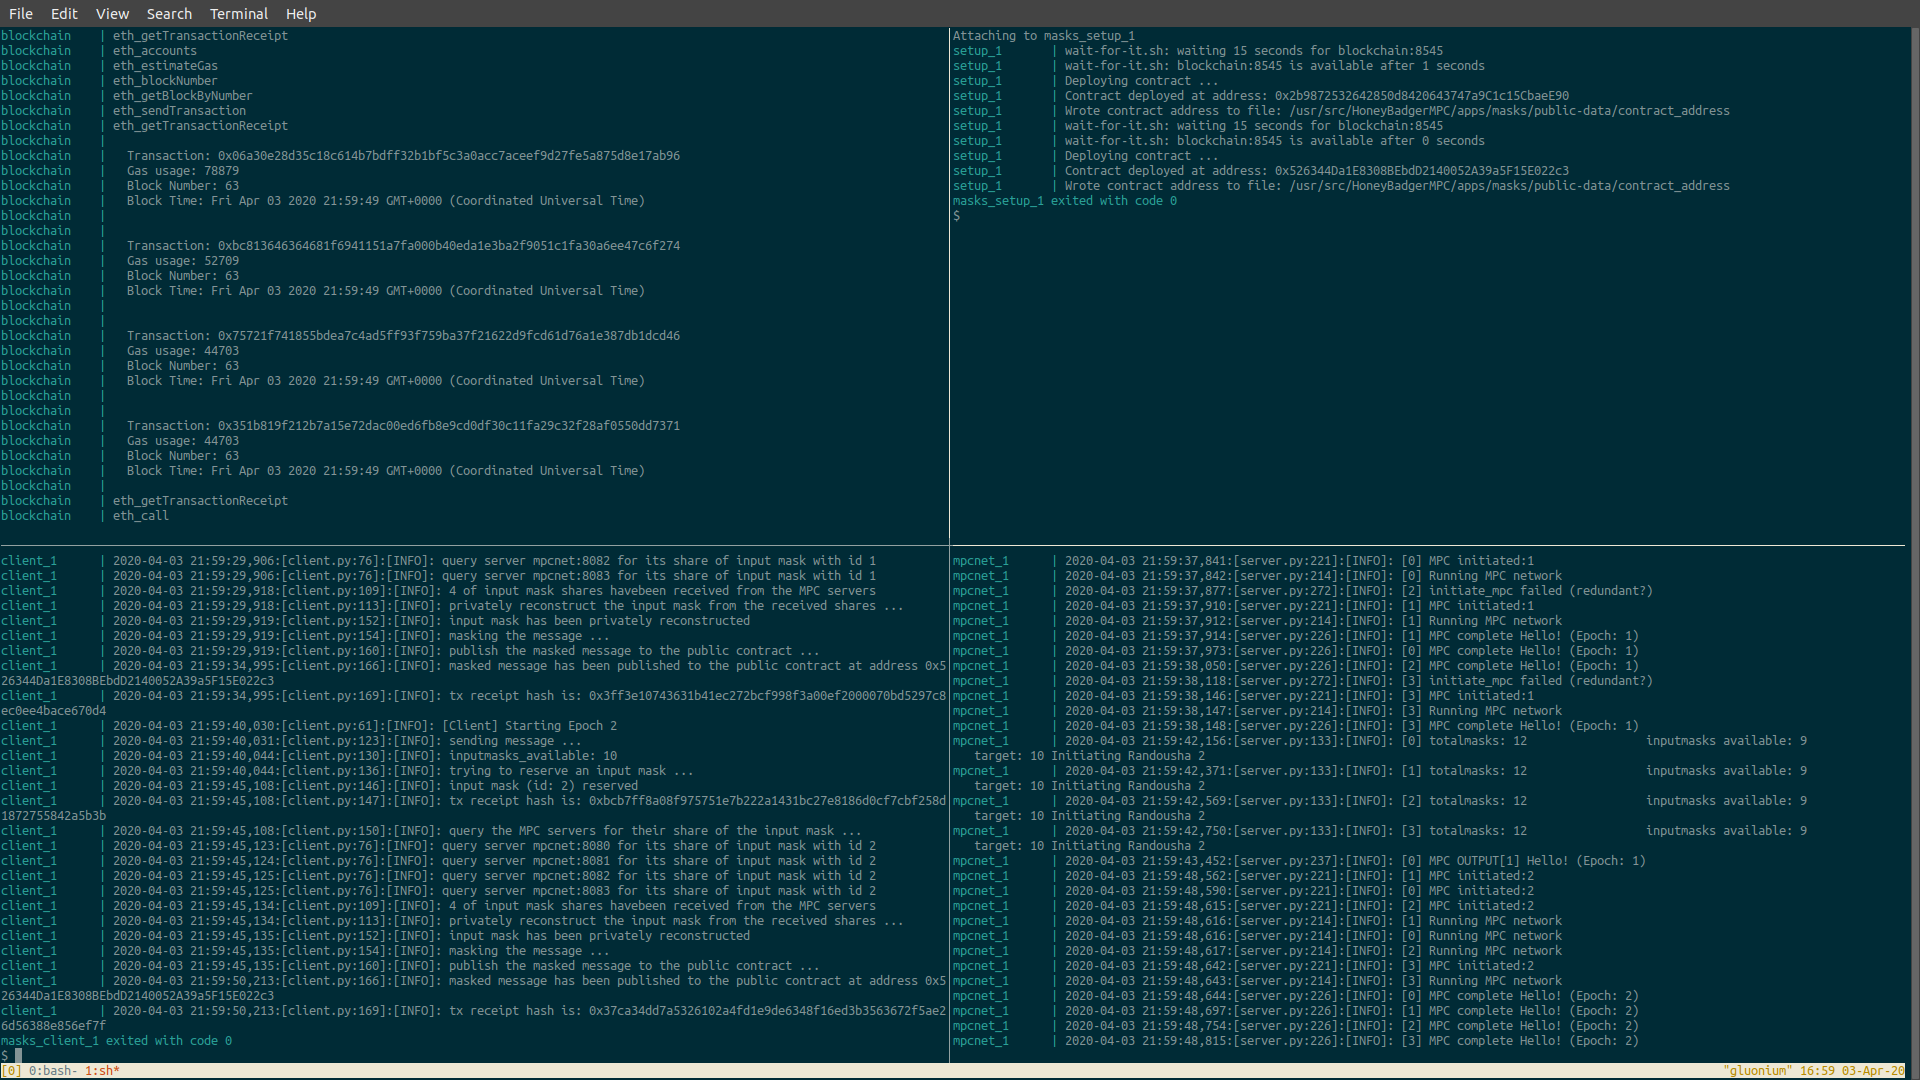 File Edit View Search Terminal Help
blockchain | eth_getTransactionReceipt
blockchain | eth_accounts
blockchain | eth_estimateGas
blockchain | eth_blockNumber
blockchain | eth_getBlockByNumber
blockchain | eth_sendTransaction
blockchain | eth_getTransactionReceipt
blockchain |
blockchain | Transaction: 0x06a30e28d35c18c614b7bdff32b1bf5c3a0acc7aceef9d27fe5a875d8e17ab96
blockchain | Gas usage: 78879
blockchain | Block Number: 63
blockchain | Block Time: Fri Apr 03 2020 21:59:49 GMT+0000 (Coordinated Universal Time)
blockchain |
blockchain |
blockchain | Transaction: 0xbc813646364681f6941151a7fa000b40eda1e3ba2f9051c1fa30a6ee47c6f274
blockchain | Gas usage: 52709
blockchain | Block Number: 63
blockchain | Block Time: Fri Apr 03 2020 21:59:49 GMT+0000 (Coordinated Universal Time)
blockchain |
blockchain |
blockchain | Transaction: 0x75721f741855bdea7c4ad5ff93f759ba37f21622d9fcd61d76a1e387db1dcd46
blockchain | Gas usage: 44703
blockchain | Block Number: 63
blockchain | Block Time: Fri Apr 03 2020 21:59:49 GMT+0000 (Coordinated Universal Time)
blockchain |
blockchain |
blockchain | Transaction: 0x351b819f212b7a15e72dac00ed6fb8e9cd0df30c11fa29c32f28af0550dd7371
blockchain | Gas usage: 44703
blockchain | Block Number: 63
blockchain | Block Time: Fri Apr 03 2020 21:59:49 GMT+0000 (Coordinated Universal Time)
blockchain |
blockchain | eth_getTransactionReceipt
blockchain | eth_call
Attaching to masks_setup_1
setup_1 | wait-for-it.sh: waiting 15 seconds for blockchain:8545
setup_1 | wait-for-it.sh: blockchain:8545 is available after 1 seconds
setup_1 | Deploying contract ...
setup_1 | Contract deployed at address: 0x2b9872532642850d8420643747a9C1c15CbaeE90
setup_1 | Wrote contract address to file: /usr/src/HoneyBadgerMPC/apps/masks/public-data/contract_address
setup_1 | wait-for-it.sh: waiting 15 seconds for blockchain:8545
setup_1 | wait-for-it.sh: blockchain:8545 is available after 0 seconds
setup_1 | Deploying contract ...
setup_1 | Contract deployed at address: 0x526344Da1E8308BEbdD2140052A39a5F15E022c3
setup_1 | Wrote contract address to file: /usr/src/HoneyBadgerMPC/apps/masks/public-data/contract_address
masks_setup_1 exited with code 0
$
client_1 | 2020-04-03 21:59:29,906:[client.py:76]:[INFO]: query server mpcnet:8082 for its share of input mask with id 1
client_1 | 2020-04-03 21:59:29,906:[client.py:76]:[INFO]: query server mpcnet:8083 for its share of input mask with id 1
client_1 | 2020-04-03 21:59:29,918:[client.py:109]:[INFO]: 4 of input mask shares havebeen received from the MPC servers
client_1 | 2020-04-03 21:59:29,918:[client.py:113]:[INFO]: privately reconstruct the input mask from the received shares ...
client_1 | 2020-04-03 21:59:29,919:[client.py:152]:[INFO]: input mask has been privately reconstructed
client_1 | 2020-04-03 21:59:29,919:[client.py:154]:[INFO]: masking the message ...
client_1 | 2020-04-03 21:59:29,919:[client.py:160]:[INFO]: publish the masked message to the public contract ...
client_1 | 2020-04-03 21:59:34,995:[client.py:166]:[INFO]: masked message has been published to the public contract at address 0x5
26344Da1E8308BEbdD2140052A39a5F15E022c3
client_1 | 2020-04-03 21:59:34,995:[client.py:169]:[INFO]: tx receipt hash is: 0x3ff3e10743631b41ec272bcf998f3a00ef2000070bd5297c8
ec0ee4bace670d4
client_1 | 2020-04-03 21:59:40,030:[client.py:61]:[INFO]: [Client] Starting Epoch 2
client_1 | 2020-04-03 21:59:40,031:[client.py:123]:[INFO]: sending message ...
client_1 | 2020-04-03 21:59:40,044:[client.py:130]:[INFO]: inputmasks_available: 10
client_1 | 2020-04-03 21:59:40,044:[client.py:136]:[INFO]: trying to reserve an input mask ...
client_1 | 2020-04-03 21:59:45,108:[client.py:146]:[INFO]: input mask (id: 2) reserved
client_1 | 2020-04-03 21:59:45,108:[client.py:147]:[INFO]: tx receipt hash is: 0xbcb7ff8a08f975751e7b222a1431bc27e8186d0cf7cbf258d
1872755842a5b3b
client_1 | 2020-04-03 21:59:45,108:[client.py:150]:[INFO]: query the MPC servers for their share of the input mask ...
client_1 | 2020-04-03 21:59:45,123:[client.py:76]:[INFO]: query server mpcnet:8080 for its share of input mask with id 2
client_1 | 2020-04-03 21:59:45,124:[client.py:76]:[INFO]: query server mpcnet:8081 for its share of input mask with id 2
client_1 | 2020-04-03 21:59:45,125:[client.py:76]:[INFO]: query server mpcnet:8082 for its share of input mask with id 2
client_1 | 2020-04-03 21:59:45,125:[client.py:76]:[INFO]: query server mpcnet:8083 for its share of input mask with id 2
client_1 | 2020-04-03 21:59:45,134:[client.py:109]:[INFO]: 4 of input mask shares havebeen received from the MPC servers
client_1 | 2020-04-03 21:59:45,134:[client.py:113]:[INFO]: privately reconstruct the input mask from the received shares ...
client_1 | 2020-04-03 21:59:45,135:[client.py:152]:[INFO]: input mask has been privately reconstructed
client_1 | 2020-04-03 21:59:45,135:[client.py:154]:[INFO]: masking the message ...
client_1 | 2020-04-03 21:59:45,135:[client.py:160]:[INFO]: publish the masked message to the public contract ...
client_1 | 2020-04-03 21:59:50,213:[client.py:166]:[INFO]: masked message has been published to the public contract at address 0x5
26344Da1E8308BEbdD2140052A39a5F15E022c3
client_1 | 2020-04-03 21:59:50,213:[client.py:169]:[INFO]: tx receipt hash is: 0x37ca34dd7a5326102a4fd1e9de6348f16ed3b3563672f5ae2
6d56388e856ef7f
masks_client_1 exited with code 0
$
mpcnet_1 | 2020-04-03 21:59:37,841:[server.py:221]:[INFO]: [0] MPC initiated:1
mpcnet_1 | 2020-04-03 21:59:37,842:[server.py:214]:[INFO]: [0] Running MPC network
mpcnet_1 | 2020-04-03 21:59:37,877:[server.py:272]:[INFO]: [2] initiate_mpc failed (redundant?)
mpcnet_1 | 2020-04-03 21:59:37,910:[server.py:221]:[INFO]: [1] MPC initiated:1
mpcnet_1 | 2020-04-03 21:59:37,912:[server.py:214]:[INFO]: [1] Running MPC network
mpcnet_1 | 2020-04-03 21:59:37,914:[server.py:226]:[INFO]: [1] MPC complete Hello! (Epoch: 1)
mpcnet_1 | 2020-04-03 21:59:37,973:[server.py:226]:[INFO]: [0] MPC complete Hello! (Epoch: 1)
mpcnet_1 | 2020-04-03 21:59:38,050:[server.py:226]:[INFO]: [2] MPC complete Hello! (Epoch: 1)
mpcnet_1 | 2020-04-03 21:59:38,118:[server.py:272]:[INFO]: [3] initiate_mpc failed (redundant?)
mpcnet_1 | 2020-04-03 21:59:38,146:[server.py:221]:[INFO]: [3] MPC initiated:1
mpcnet_1 | 2020-04-03 21:59:38,147:[server.py:214]:[INFO]: [3] Running MPC network
mpcnet_1 | 2020-04-03 21:59:38,148:[server.py:226]:[INFO]: [3] MPC complete Hello! (Epoch: 1)
mpcnet_1 | 2020-04-03 21:59:42,156:[server.py:133]:[INFO]: [0] totalmasks: 12 inputmasks available: 9
target: 10 Initiating Randousha 2
mpcnet_1 | 2020-04-03 21:59:42,371:[server.py:133]:[INFO]: [1] totalmasks: 12 inputmasks available: 9
target: 10 Initiating Randousha 2
mpcnet_1 | 2020-04-03 21:59:42,569:[server.py:133]:[INFO]: [2] totalmasks: 12 inputmasks available: 9
target: 10 Initiating Randousha 2
mpcnet_1 | 2020-04-03 21:59:42,750:[server.py:133]:[INFO]: [3] totalmasks: 12 inputmasks available: 9
target: 10 Initiating Randousha 2
mpcnet_1 | 2020-04-03 21:59:43,452:[server.py:237]:[INFO]: [0] MPC OUTPUT[1] Hello! (Epoch: 1)
mpcnet_1 | 2020-04-03 21:59:48,562:[server.py:221]:[INFO]: [1] MPC initiated:2
mpcnet_1 | 2020-04-03 21:59:48,590:[server.py:221]:[INFO]: [0] MPC initiated:2
mpcnet_1 | 2020-04-03 21:59:48,615:[server.py:221]:[INFO]: [2] MPC initiated:2
mpcnet_1 | 2020-04-03 21:59:48,616:[server.py:214]:[INFO]: [1] Running MPC network
mpcnet_1 | 2020-04-03 21:59:48,616:[server.py:214]:[INFO]: [0] Running MPC network
mpcnet_1 | 2020-04-03 21:59:48,617:[server.py:214]:[INFO]: [2] Running MPC network
mpcnet_1 | 2020-04-03 21:59:48,642:[server.py:221]:[INFO]: [3] MPC initiated:2
mpcnet_1 | 2020-04-03 21:59:48,643:[server.py:214]:[INFO]: [3] Running MPC network
mpcnet_1 | 2020-04-03 21:59:48,644:[server.py:226]:[INFO]: [0] MPC complete Hello! (Epoch: 2)
mpcnet_1 | 2020-04-03 21:59:48,697:[server.py:226]:[INFO]: [1] MPC complete Hello! (Epoch: 2)
mpcnet_1 | 2020-04-03 21:59:48,754:[server.py:226]:[INFO]: [2] MPC complete Hello! (Epoch: 2)
mpcnet_1 | 2020-04-03 21:59:48,815:[server.py:226]:[INFO]: [3] MPC complete Hello! (Epoch: 2)
[0] 0:bash- 1:sh* "gluonium" 16:59 03-Apr-20